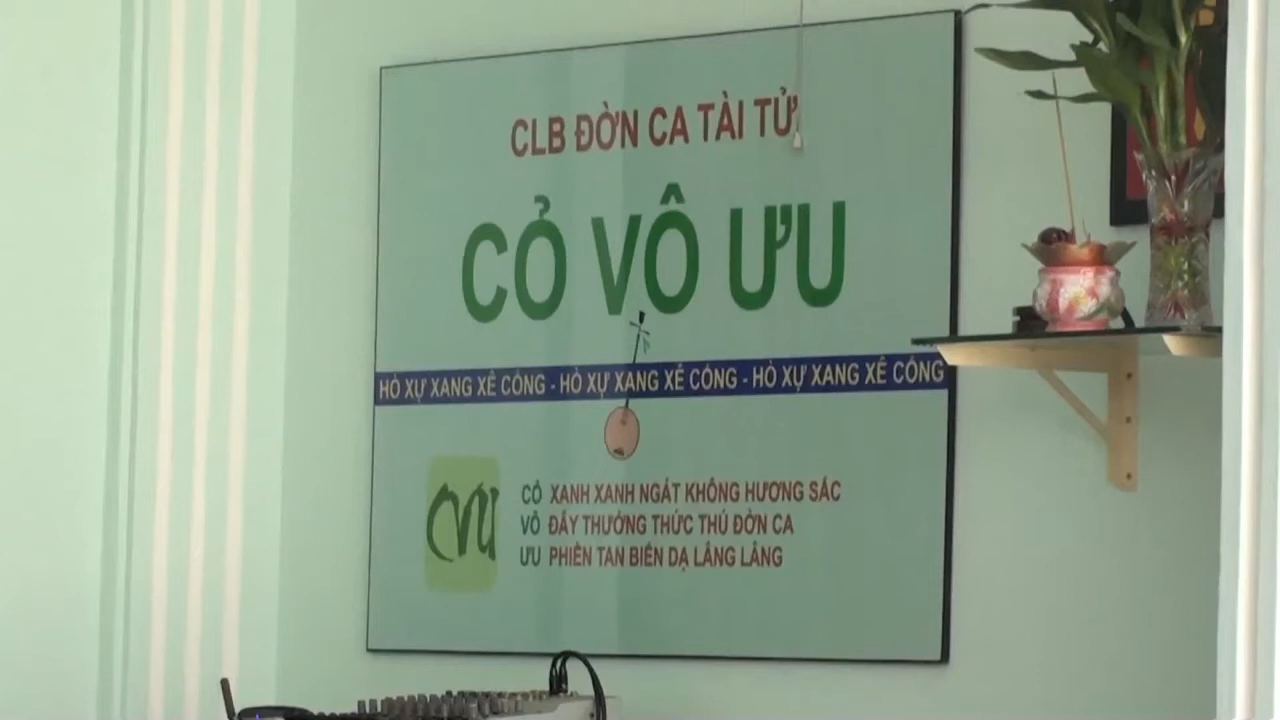 CLB ĐỜN CA TÀI TỬ
CỎ VÔ ƯU
HÒ XỰ XANG XÊ CỐNG - HÒ XỰ XANG XÊ CỐNG - HÒ XỰ XANG XÊ CỐNG
CVU
CỎ XANH XANH NGÁT KHÔNG HƯƠNG SẮC
VÔ ĐÂY THƯỞNG THỨC THÚ ĐỜN CA
ƯU PHIỀN TAN BIẾN DẠ LÂNG LÂNG